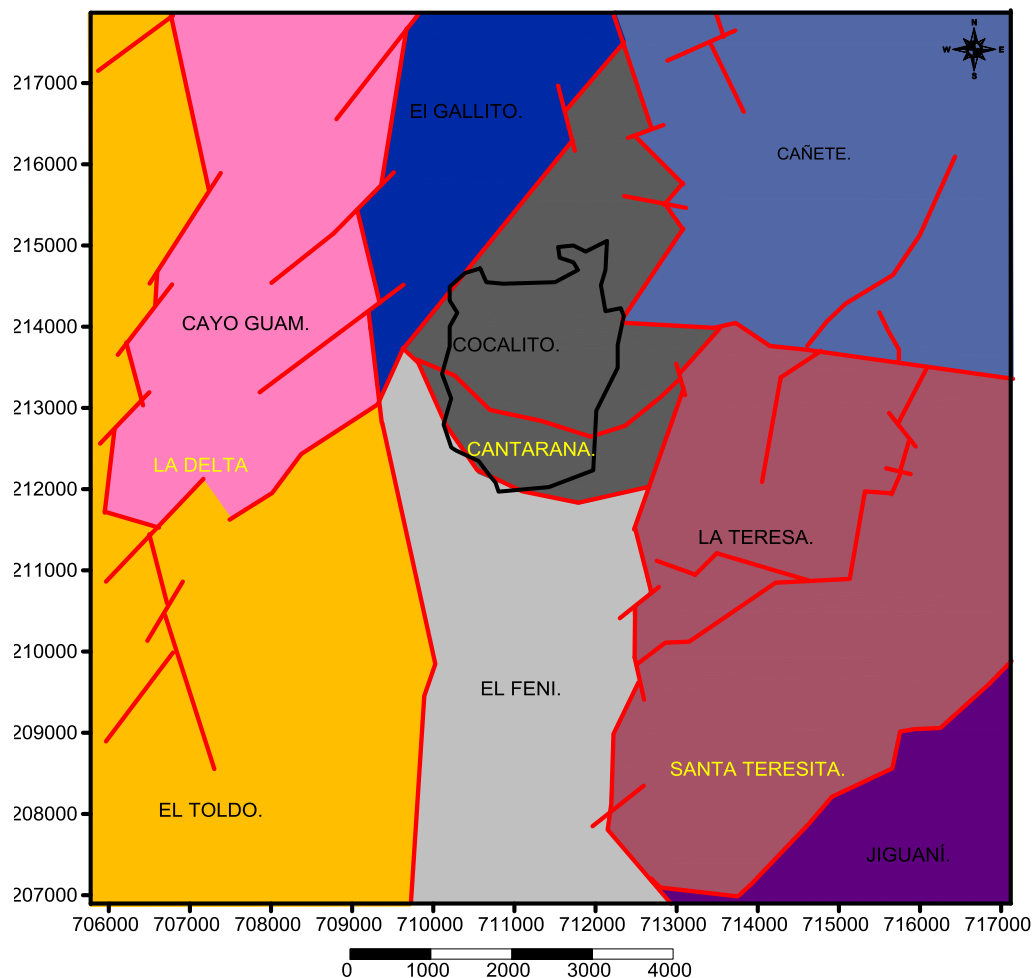 N
W E
S
217000
El GALLITO.
CAÑETE.
216000
215000
CAYO GUAM.
214000
COCALITO.
213000
LA DELTA
CANTARANA.
212000
LA TERESA.
211000
210000
EL FENI.
209000
SANTA TERESITA.
208000
EL TOLDO.
JIGUANÍ.
207000
706000 707000 708000 709000 710000 711000 712000 713000 714000 715000 716000 717000
0 1000 2000 3000 4000